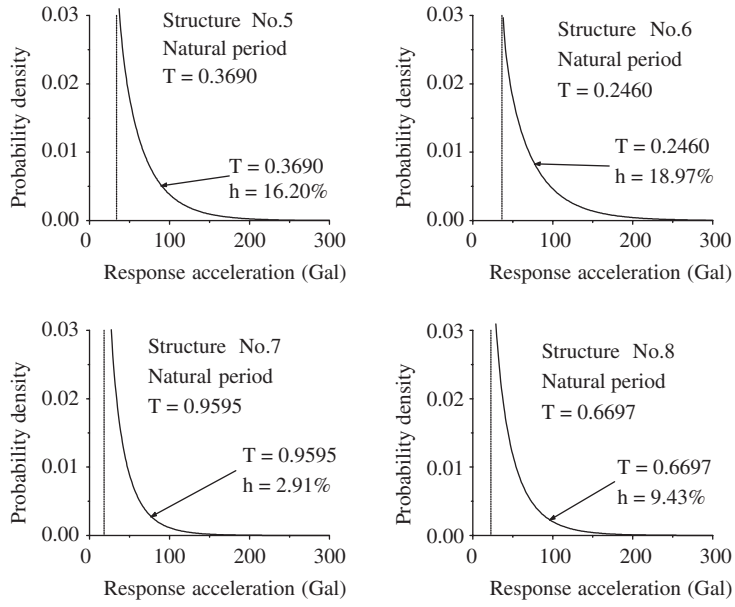 0.03
0.02
0.01
0.00
Probability density
Structure No.5
Natural period
T = 0.3690
T = 0.3690
h = 16.20%
0
100
200
300
Response acceleration (Gal)
0.03
0.02
0.01
0.00
Probability density
Structure No.6
Natural period
T = 0.2460
T = 0.2460
h = 18.97%
0
100
200
300
Response acceleration (Gal)
0.03
0.02
0.01
0.00
Probability density
Structure No.7
Natural period
T = 0.9595
T = 0.9595
h = 2.91%
0
100
200
300
Response acceleration (Gal)
0.03
0.02
0.01
0.00
Probability density
Structure No.8
Natural period
T = 0.6697
T = 0.6697
h = 9.43%
0
100
200
300
Response acceleration (Gal)